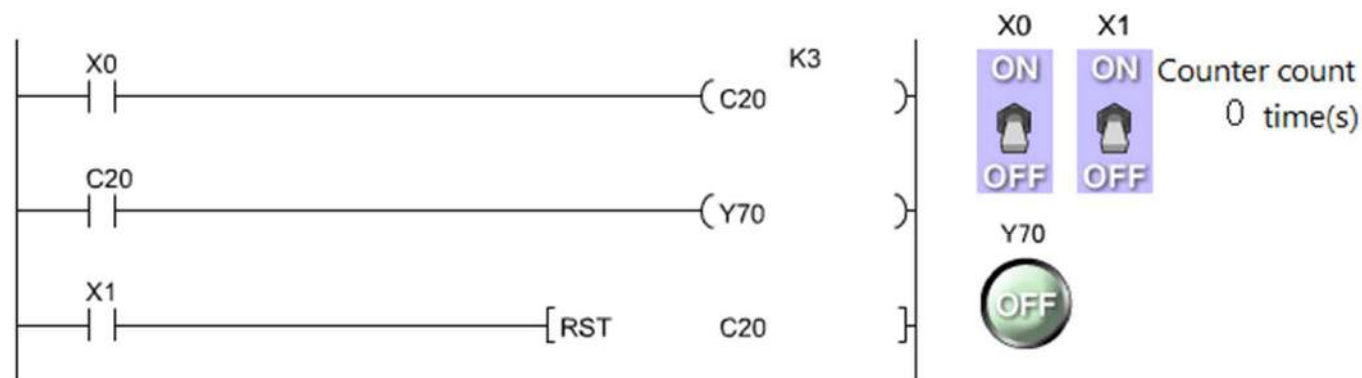 X0 X1
X0 K3 ON ON Counter count
C20 0 time(s)
OFF OFF
C20
Y70
Y70
X1
OFF
RST C20